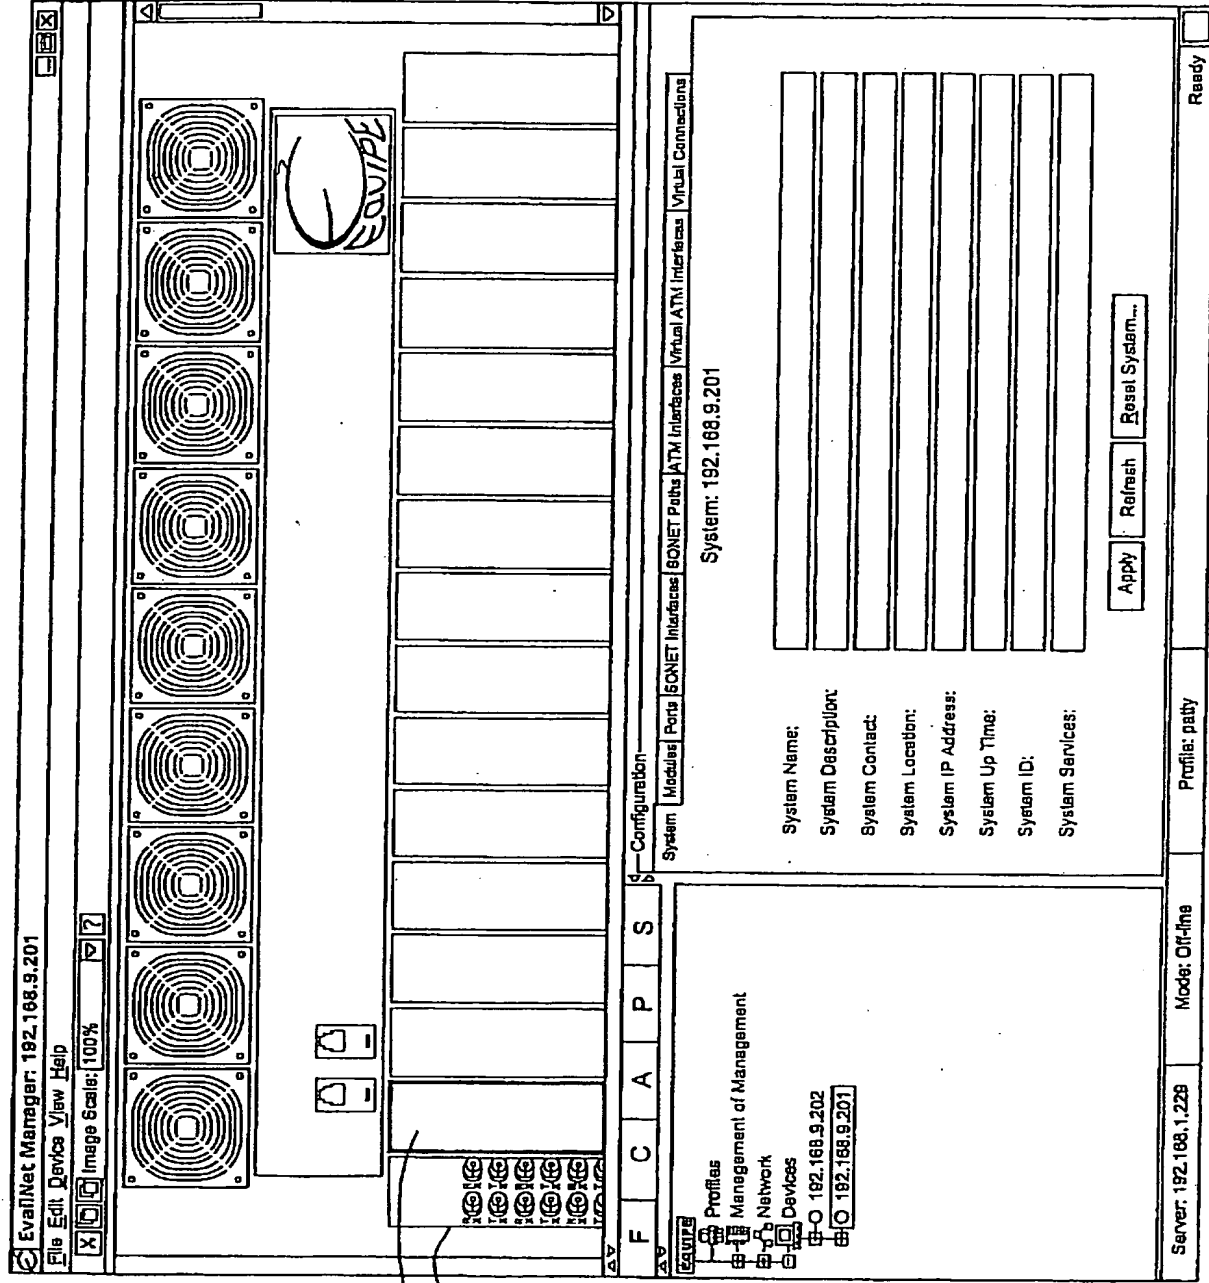 EvailNet Manager: 192.168.9.201
File Edit Device View Help
X Image Scale: 100% ?
EQUIPE
F C A P S
EQUIPE
Profiles
Management of Management
Network
Devices
192.168.9.202
192.168.9.201
Configuration
System Modules Ports SONET Interfaces SONET Paths ATM Interfaces Virtual ATM Interfaces Virtual Connections
System: 192.168.9.201
System Name:
System Description:
System Contact:
System Location:
System IP Address:
System Up Time:
System ID:
System Services:
Apply Refresh Reset System...
Server: 192.168.1.229 Mode: Off-line Profile: patty Ready